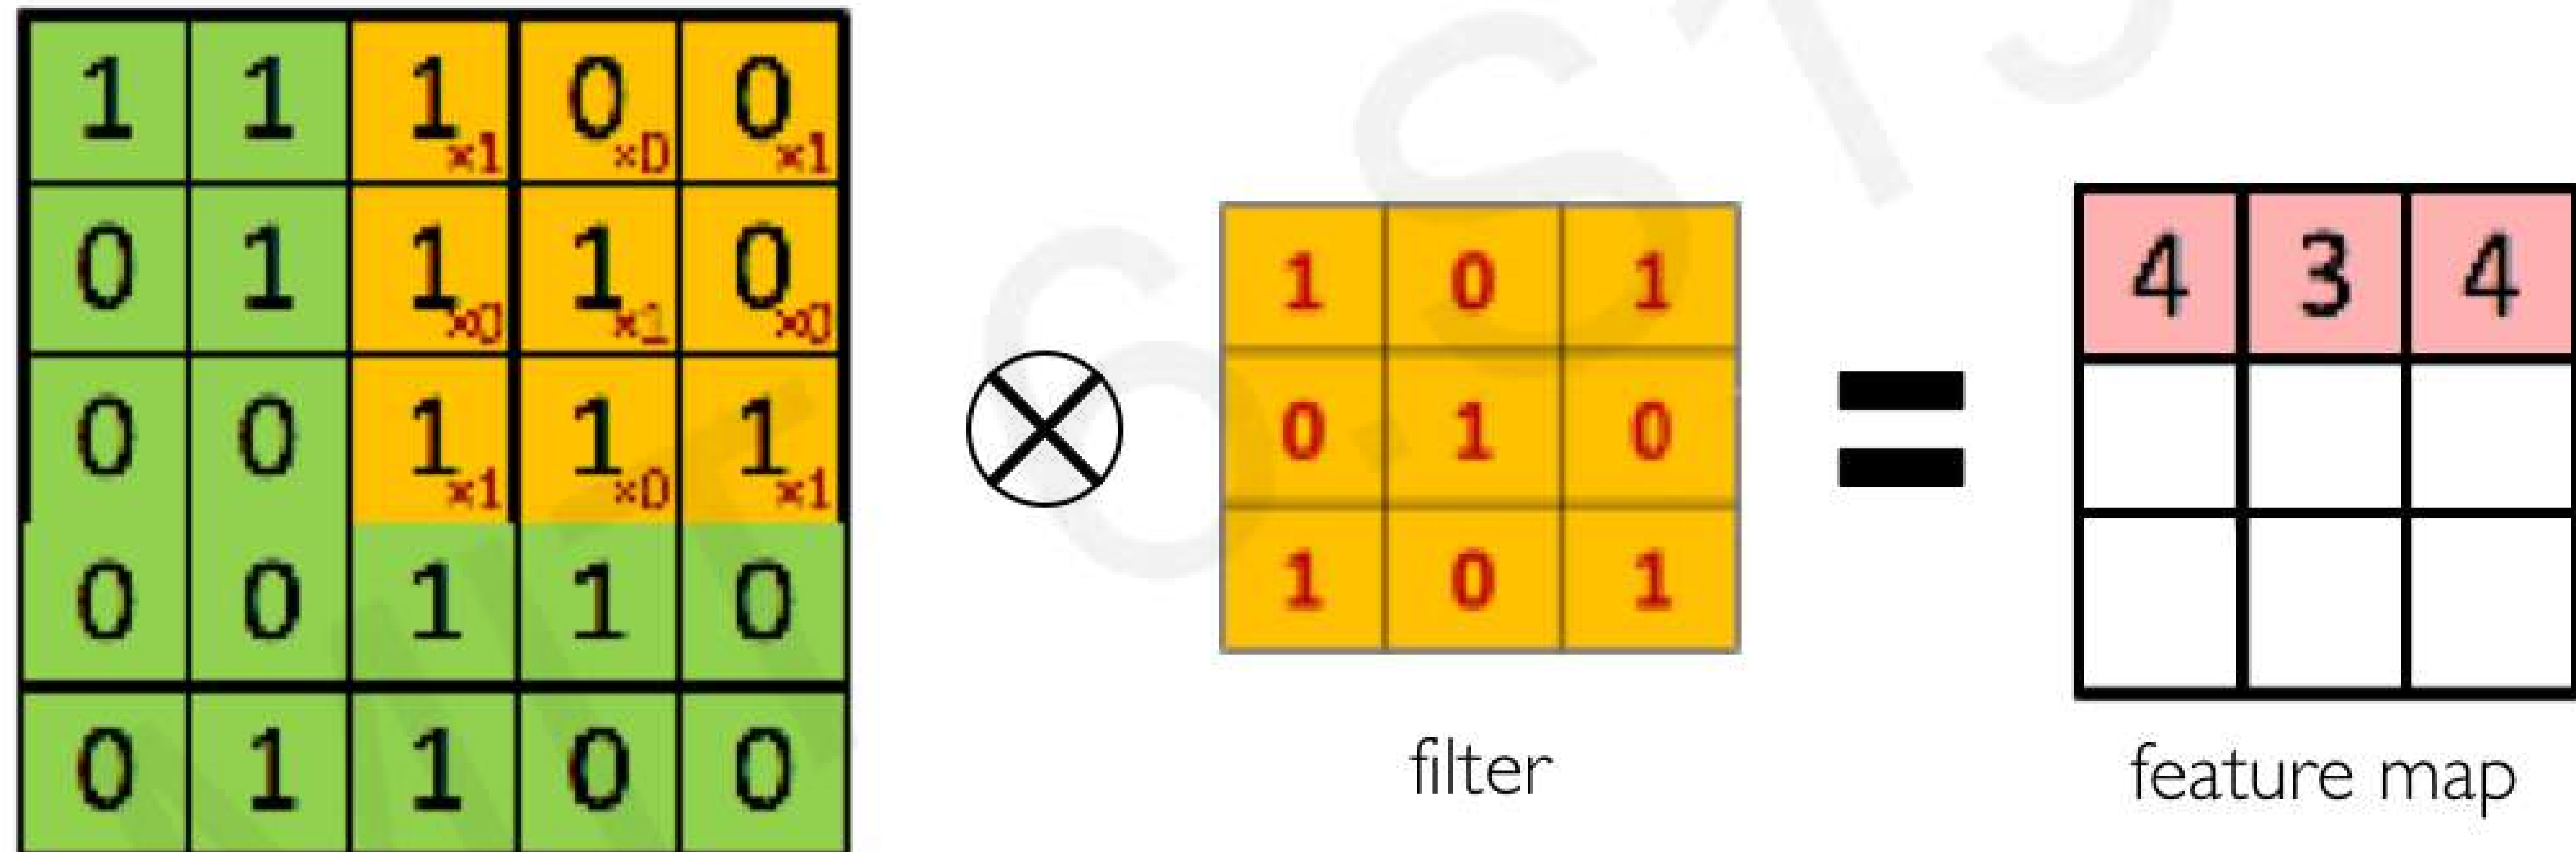 1 1 1 0 0
×1 ×0 ×1
0 1 1 1 0
×0 ×1 ×0
0 0 1 1 1
×1 ×0 ×1
0 0 1 1 0
0 1 1 0 0
1 0 1
0 1 0
1 0 1
filter
=
4 3 4
feature map